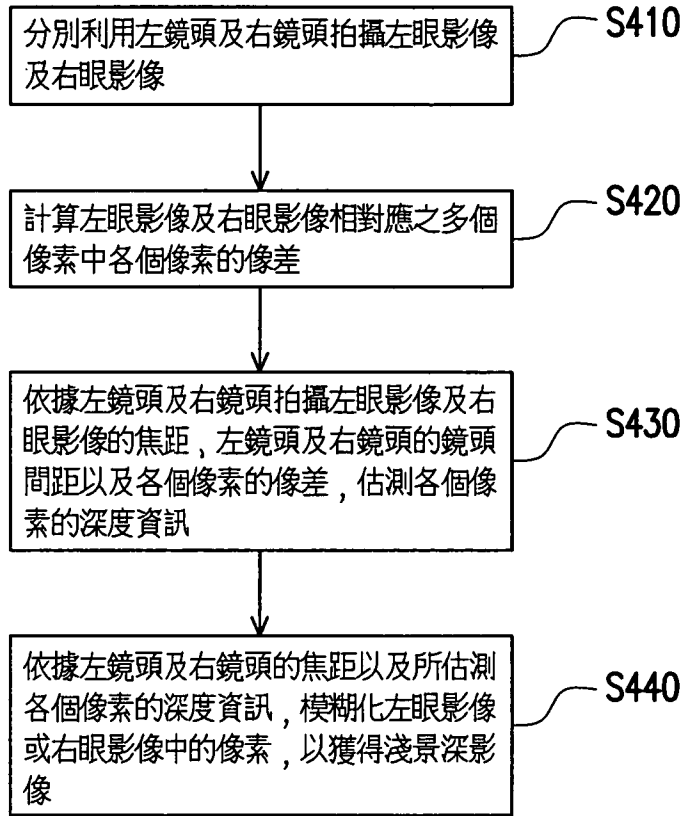 分別利用左鏡頭及右鏡頭拍攝左眼影像
及右眼影像
S410
計算左眼影像及右眼影像相對應之多個
像素中各個像素的像差
S420
依據左鏡頭及右鏡頭拍攝左眼影像及右
眼影像的焦距,左鏡頭及右鏡頭的鏡頭
間距以及各個像素的像差,估測各個像
素的深度資訊
S430
依據左鏡頭及右鏡頭的焦距以及所估測
各個像素的深度資訊,模糊化左眼影像
或右眼影像中的像素,以獲得淺景深影
像
S440